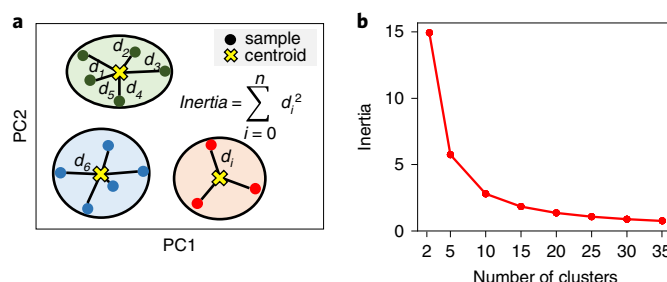 a
sample
centroid
d1
d2
d3
d4
d5
d6
di
Inertia = ∑ di²
n
i = 0
PC2
PC1
b
Inertia
15
10
5
0
2 5 10 15 20 25 30 35
Number of clusters